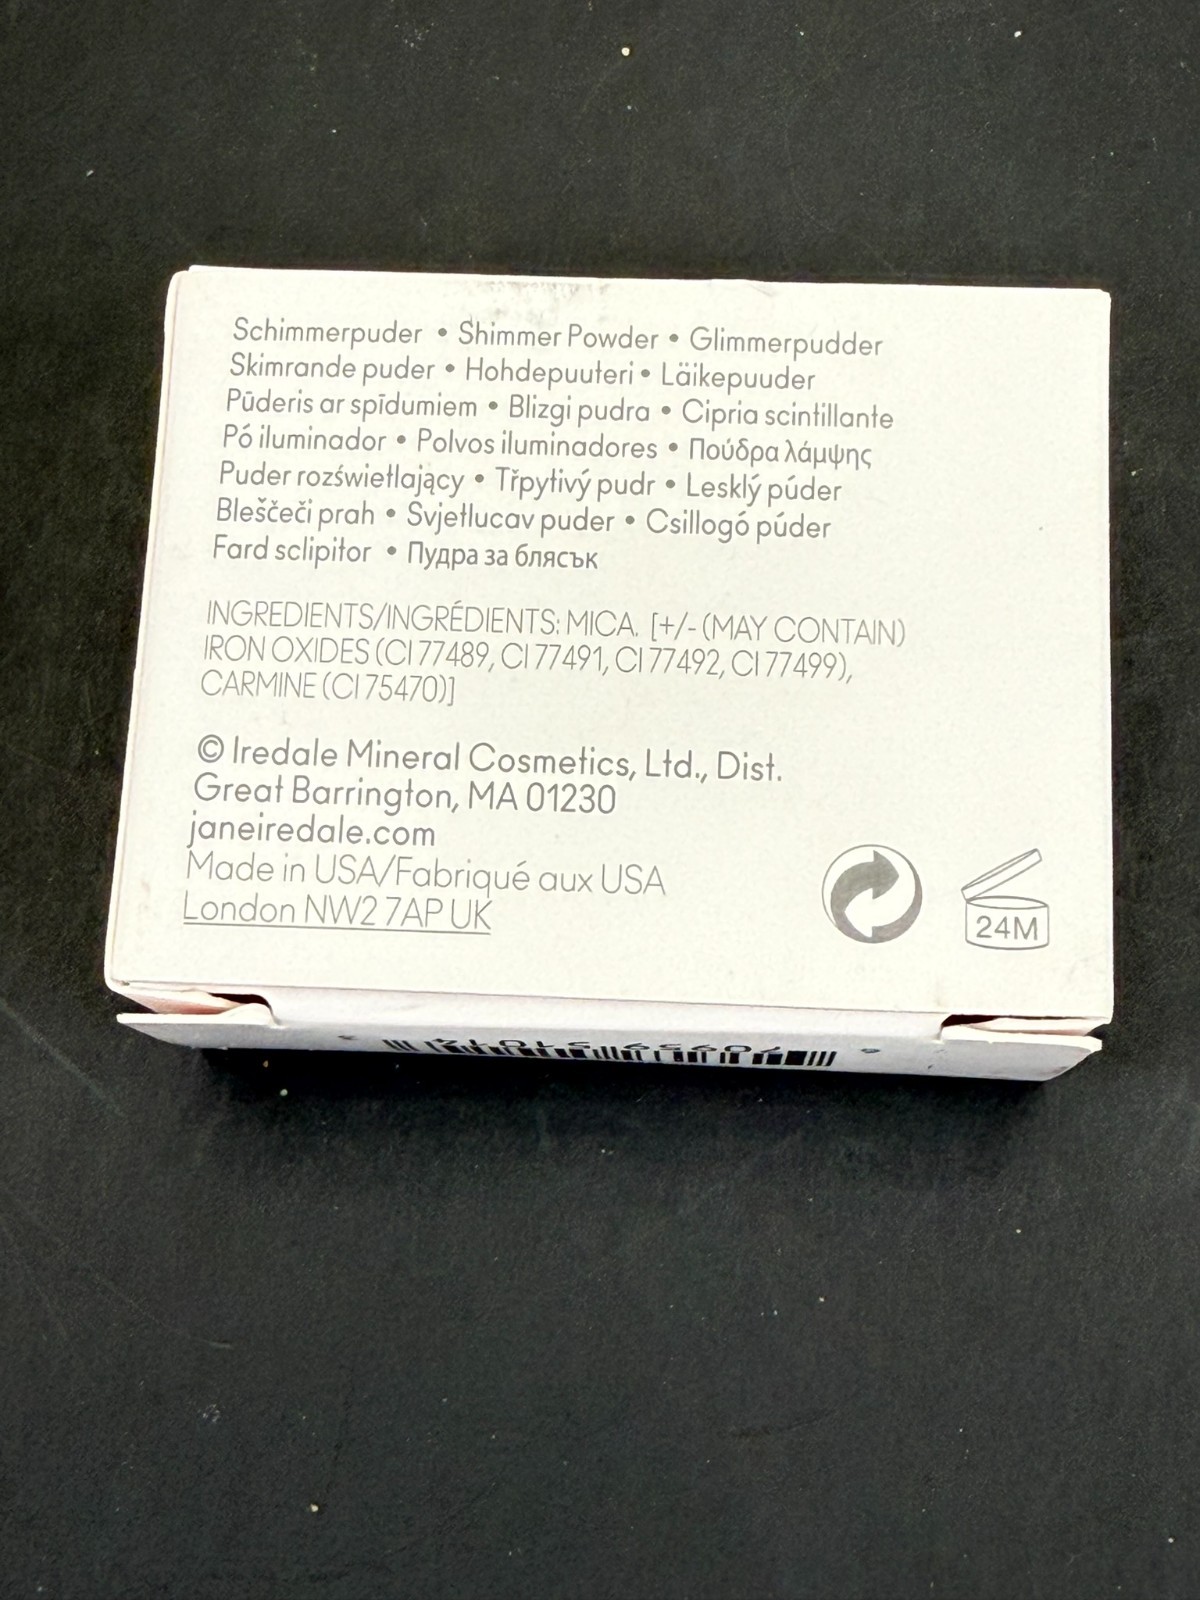 Schimmerpuder • Shimmer Powder • Glimmerpudder
Skimrande puder • Hohdepuuteri • Läikepuuder
Pūderis ar spīdumiem • Blizgi pudra • Cipria scintillante
Pó iluminador • Polvos iluminadores • Πούδρα λάμψης
Puder rozświetlający • Třpytivý pudr • Lesklý púder
Bleščeči prah • Svjetlucav puder • Csillogó púder
Fard sclipitor • Пудра за блясък
INGREDIENTS/INGRÉDIENTS: MICA. [+/- (MAY CONTAIN)
IRON OXIDES (CI 77489, CI 77491, CI 77492, CI 77499),
CARMINE (CI 75470)]
© Iredale Mineral Cosmetics, Ltd., Dist.
Great Barrington, MA 01230
janeiredale.com
Made in USA/Fabriqué aux USA
London NW2 7AP UK
24M